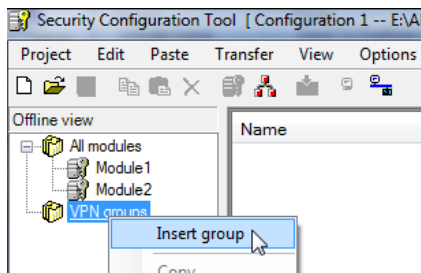 Security Configuration Tool [ Configuration 1 -- E:\A
Project Edit Paste Transfer View Options
Offline view
Name
All modules
Module1
Module2
VPN groups
Insert group
Copy